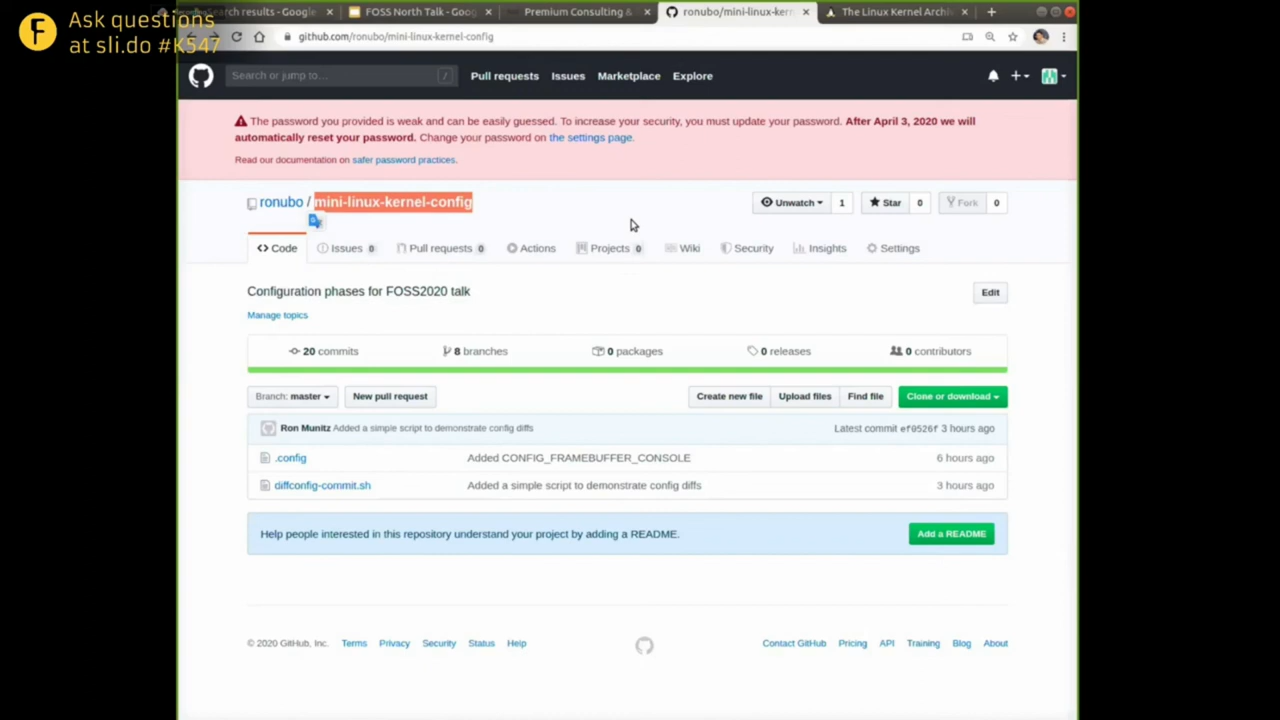 Ask questions
at sli.do #K547
Search results - Google
FOSS North Talk - Goog
Premium Consulting &
ronubo/mini-linux-kern
The Linux Kernel Archi
github.com/ronubo/mini-linux-kernel-config
Search or jump to...
/
Pull requests
Issues
Marketplace
Explore
The password you provided is weak and can be easily guessed. To increase your security, you must update your password. After April 3, 2020 we will
automatically reset your password. Change your password on the settings page.
Read our documentation on safer password practices.
ronubo / mini-linux-kernel-config
Unwatch 1
Star 0
Fork 0
Code
Issues 0
Pull requests 0
Actions
Projects 0
Wiki
Security
Insights
Settings
Configuration phases for FOSS2020 talk
Edit
Manage topics
20 commits
8 branches
0 packages
0 releases
0 contributors
Branch: master
New pull request
Create new file
Upload files
Find file
Clone or download
Ron Munitz Added a simple script to demonstrate config diffs
Latest commit ef0526f 3 hours ago
.config
Added CONFIG_FRAMEBUFFER_CONSOLE
6 hours ago
diffconfig-commit.sh
Added a simple script to demonstrate config diffs
3 hours ago
Help people interested in this repository understand your project by adding a README.
Add a README
© 2020 GitHub, Inc.
Terms
Privacy
Security
Status
Help
Contact GitHub
Pricing
API
Training
Blog
About